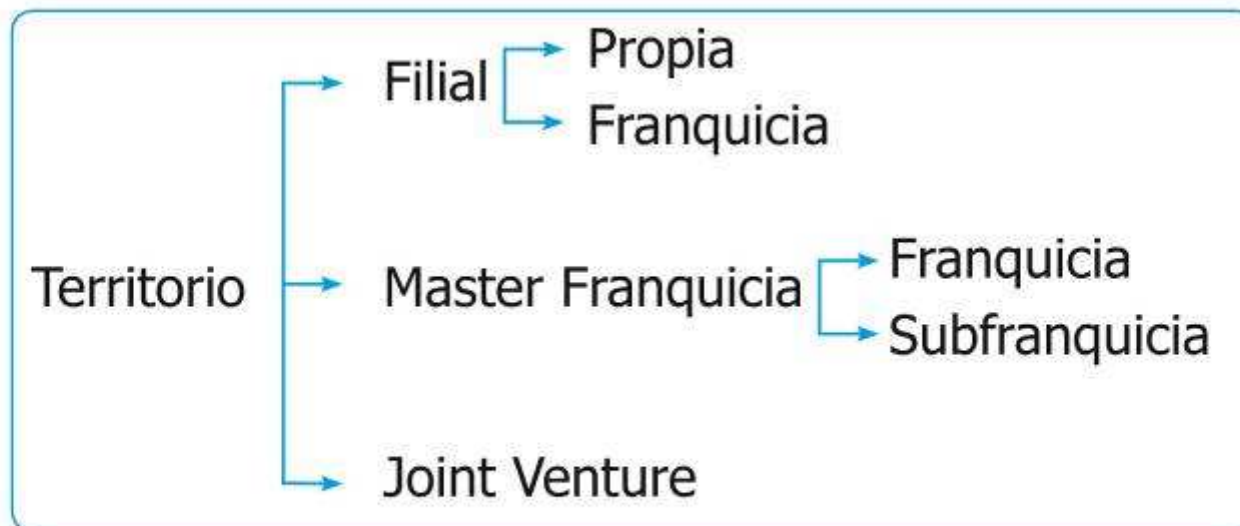 Territorio
Filial
Propia
Franquicia
Master Franquicia
Franquicia
Subfranquicia
Joint Venture